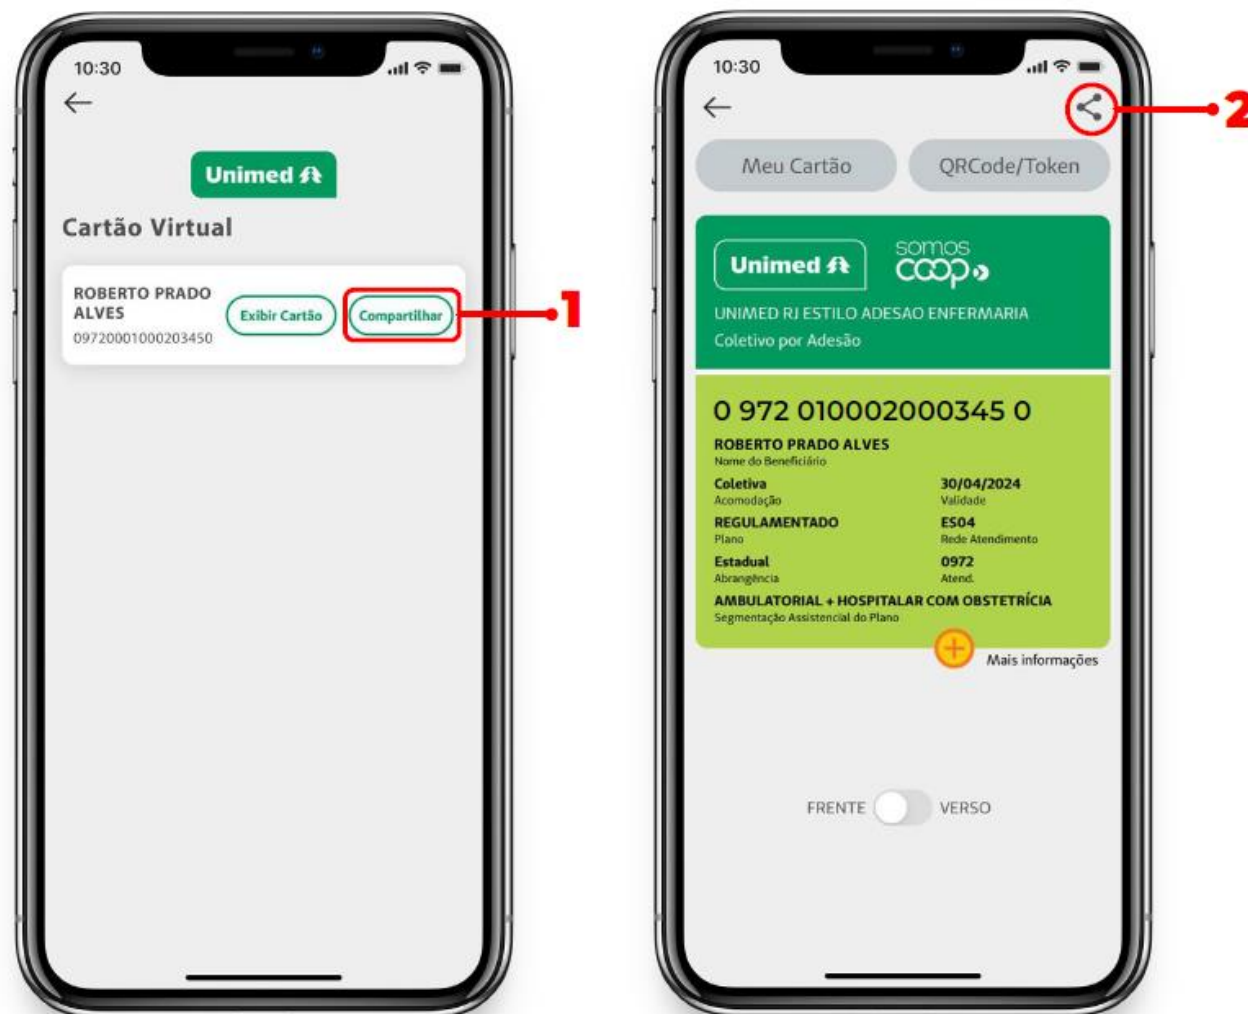 10:30
Unimed
Cartão Virtual
ROBERTO PRADO
ALVES
09720001000203450
Exibir Cartão
Compartilhar
1
10:30
2
Meu Cartão
QRCode/Token
Unimed
somos
coop
UNIMED RJ ESTILO ADESAO ENFERMARIA
Coletivo por Adesão
0 972 010002000345 0
ROBERTO PRADO ALVES
Nome do Beneficiário
Coletiva
Acomodação
30/04/2024
Validade
REGULAMENTADO
Plano
ES04
Rede Atendimento
Estadual
Abrangência
0972
Atend.
AMBULATORIAL + HOSPITALAR COM OBSTETRÍCIA
Segmentação Assistencial do Plano
Mais informações
FRENTE
VERSO